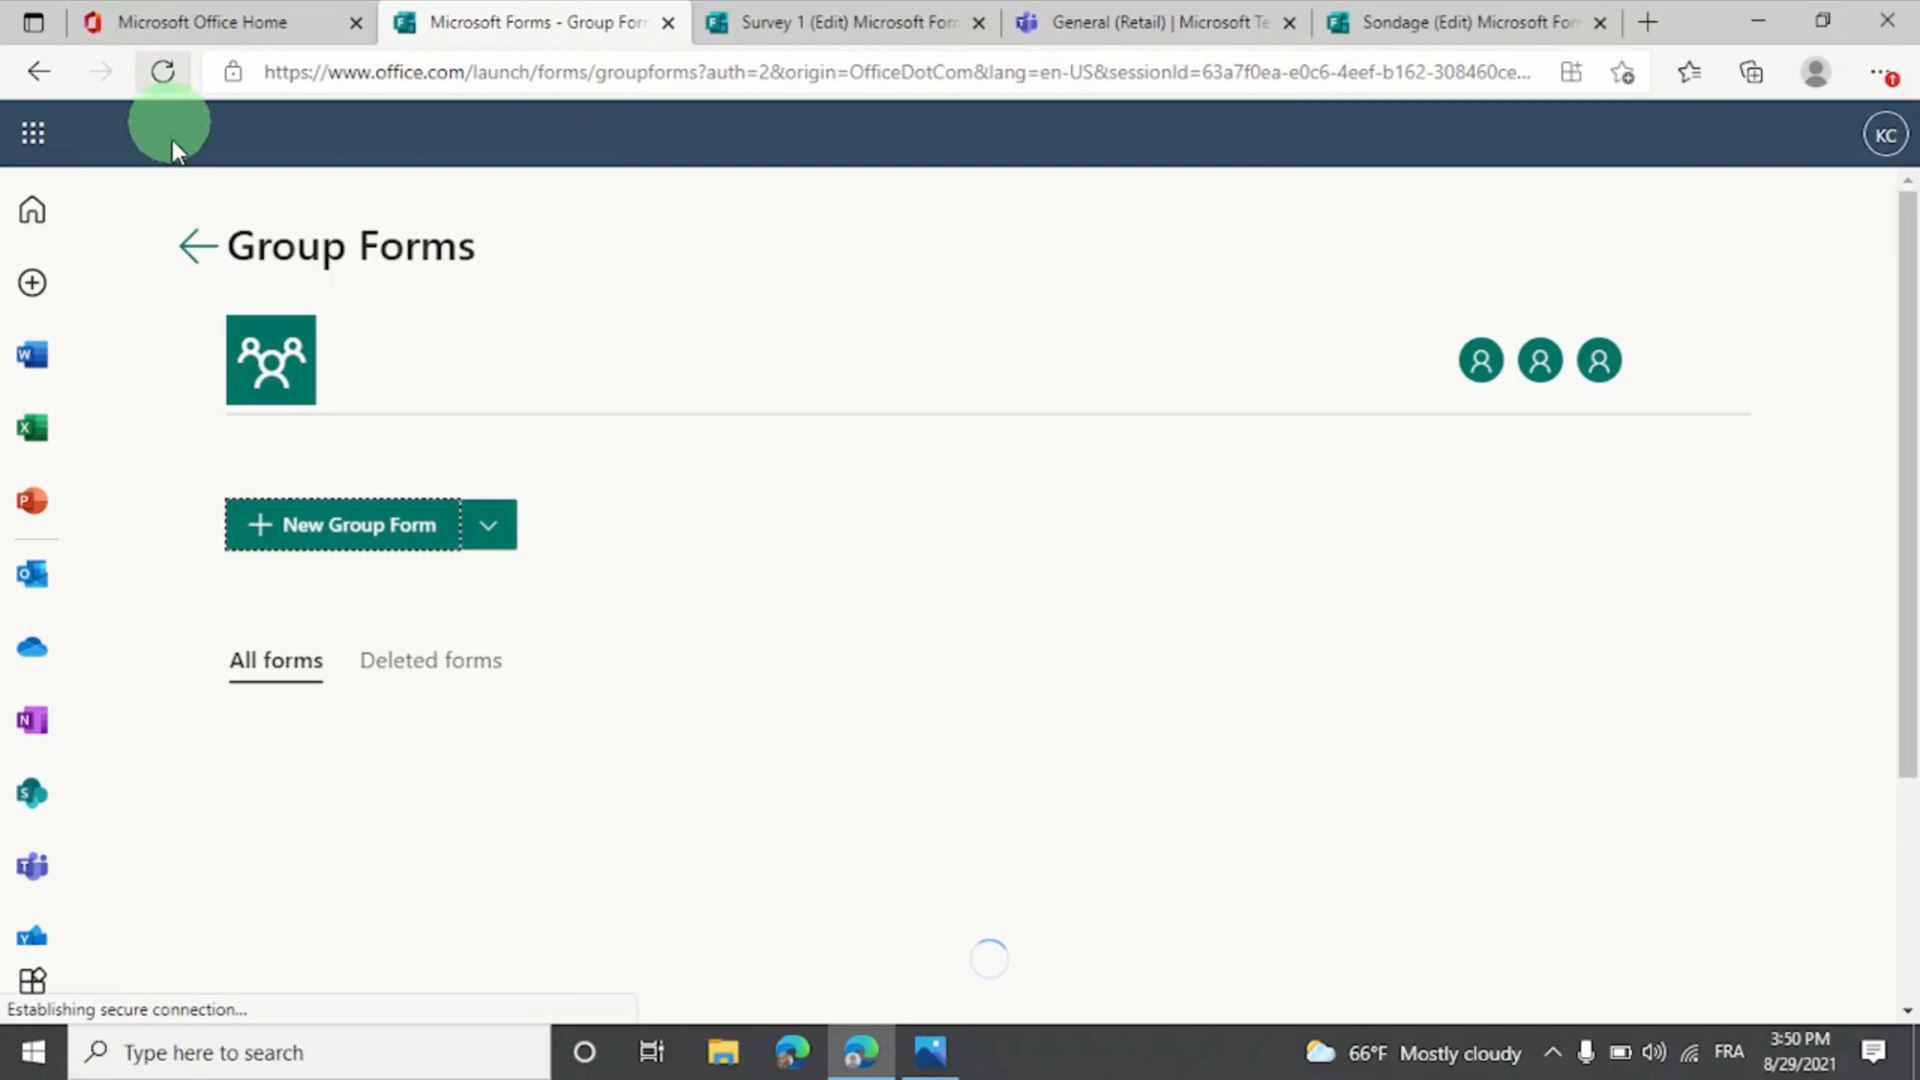 Microsoft Office Home
Microsoft Forms - Group For
Survey 1 (Edit) Microsoft For
General (Retail) | Microsoft Te
Sondage (Edit) Microsoft For
https://www.office.com/launch/forms/groupforms?auth=2&origin=OfficeDotCom&lang=en-US&sessionId=63a7f0ea-e0c6-4eef-b162-308460ce...
KC
Group Forms
New Group Form
All forms
Deleted forms
Establishing secure connection...
Type here to search
66°F Mostly cloudy
FRA
3:50 PM
8/29/2021